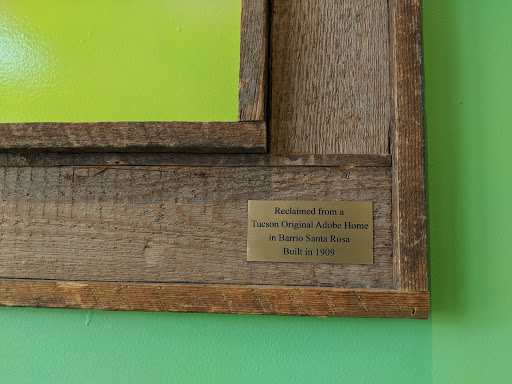 Reclaimed from a
Tucson Original Adobe Home
in Barrio Santa Rosa
Built in 1909